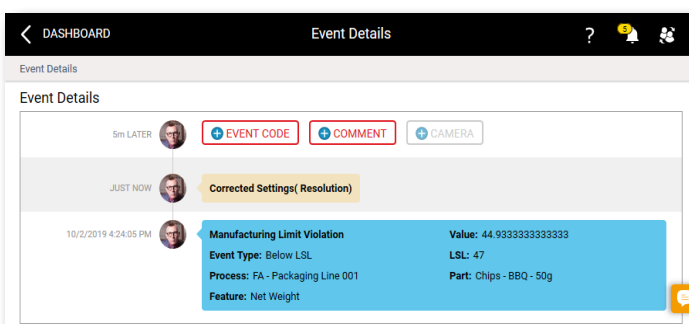 DASHBOARD Event Details ? 5
Event Details
Event Details
5m LATER EVENT CODE COMMENT CAMERA
JUST NOW Corrected Settings( Resolution)
10/2/2019 4:24:05 PM Manufacturing Limit Violation Value: 44.9333333333333
Event Type: Below LSL LSL: 47
Process: FA - Packaging Line 001 Part: Chips - BBQ - 50g
Feature: Net Weight